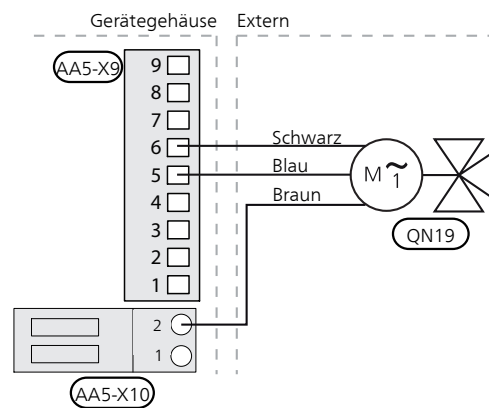 Gerätegehäuse Extern
AA5-X9
9
8
7
6
5
4
3
2
1
Schwarz
Blau
Braun
M ~
1
QN19
2
1
AA5-X10